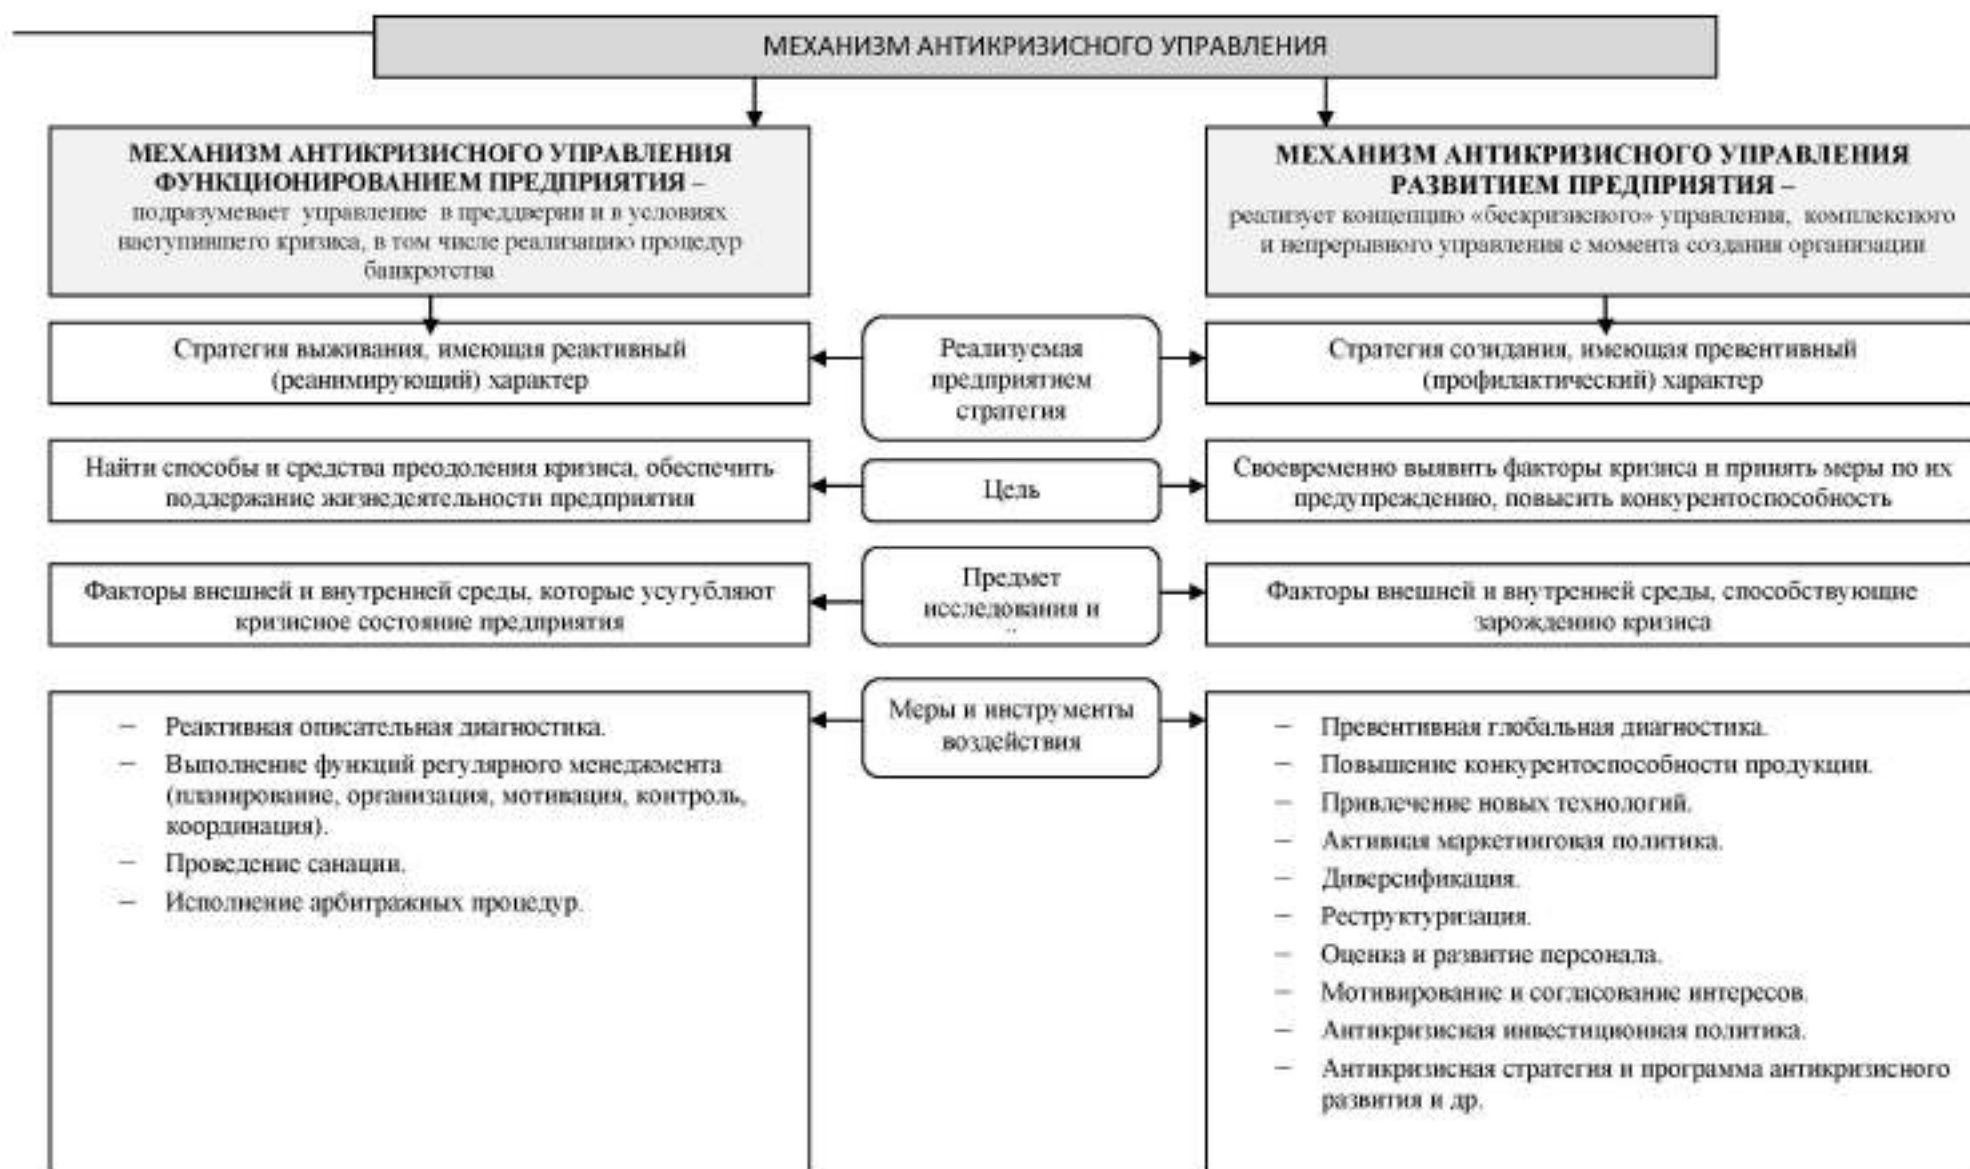 МЕХАНИЗМ АНТИКРИЗИСНОГО УПРАВЛЕНИЯ
МЕХАНИЗМ АНТИКРИЗИСНОГО УПРАВЛЕНИЯ
ФУНКЦИОНИРОВАНИЕМ ПРЕДПРИЯТИЯ –
подразумевает управление в преддверии и в условиях
наступившего кризиса, в том числе реализацию процедур
банкротства
МЕХАНИЗМ АНТИКРИЗИСНОГО УПРАВЛЕНИЯ
РАЗВИТИЕМ ПРЕДПРИЯТИЯ –
реализует концепцию «бескризисного» управления, комплексного
и непрерывного управления с момента создания организации
Стратегия выживания, имеющая реактивный
(реанимирующий) характер
Реализуемая
предприятием
стратегия
Стратегия созидания, имеющая превентивный
(профилактический) характер
Найти способы и средства преодоления кризиса, обеспечить
поддержание жизнедеятельности предприятия
Цель
Своевременно выявить факторы кризиса и принять меры по их
предупреждению, повысить конкурентоспособность
Факторы внешней и внутренней среды, которые усугубляют
кризисное состояние предприятия
Предмет
исследования и
Факторы внешней и внутренней среды, способствующие
зарождению кризиса
– Реактивная описательная диагностика.
– Выполнение функций регулярного менеджмента
(планирование, организация, мотивация, контроль,
координация).
– Проведение санации.
– Исполнение арбитражных процедур.
Меры и инструменты
воздействия
– Превентивная глобальная диагностика.
– Повышение конкурентоспособности продукции.
– Привлечение новых технологий.
– Активная маркетинговая политика.
– Диверсификация.
– Реструктуризация.
– Оценка и развитие персонала.
– Мотивирование и согласование интересов.
– Антикризисная инвестиционная политика.
– Антикризисная стратегия и программа антикризисного
развития и др.